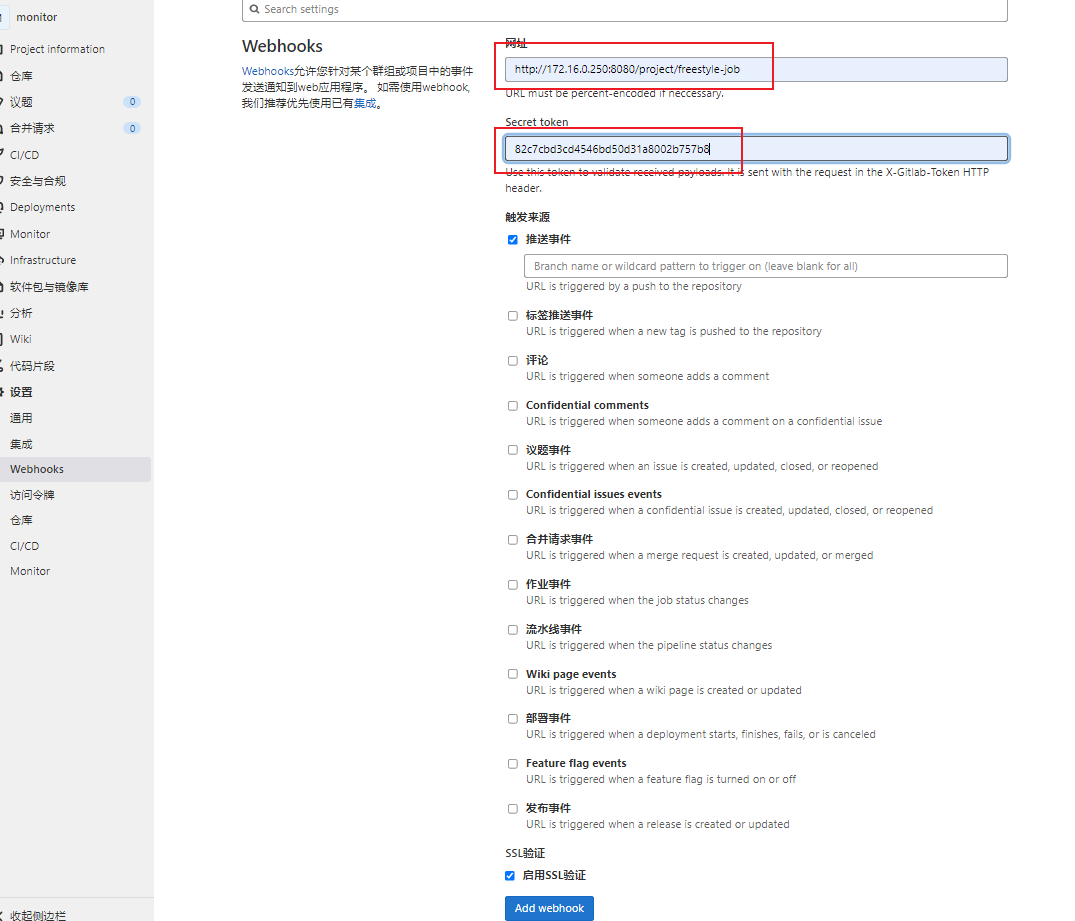 monitor
Project information
仓库
议题 0
合并请求 0
CI/CD
安全与合规
Deployments
Monitor
Infrastructure
软件包与镜像库
分析
Wiki
代码片段
设置
通用
集成
Webhooks
访问令牌
仓库
CI/CD
Monitor
收起侧边栏
Search settings
Webhooks
Webhooks允许您针对某个群组或项目中的事件
发送通知到web应用程序。 如需使用webhook,
我们推荐优先使用已有集成。
网址
http://172.16.0.250:8080/project/freestyle-job
URL must be percent-encoded if neccessary.
Secret token
82c7cbd3cd4546bd50d31a8002b757b8
Use this token to validate received payloads. It is sent with the request in the X-Gitlab-Token HTTP
header.
触发来源
推送事件
Branch name or wildcard pattern to trigger on (leave blank for all)
URL is triggered by a push to the repository
标签推送事件
URL is triggered when a new tag is pushed to the repository
评论
URL is triggered when someone adds a comment
Confidential comments
URL is triggered when someone adds a comment on a confidential issue
议题事件
URL is triggered when an issue is created, updated, closed, or reopened
Confidential issues events
URL is triggered when a confidential issue is created, updated, closed, or reopened
合并请求事件
URL is triggered when a merge request is created, updated, or merged
作业事件
URL is triggered when the job status changes
流水线事件
URL is triggered when the pipeline status changes
Wiki page events
URL is triggered when a wiki page is created or updated
部署事件
URL is triggered when a deployment starts, finishes, fails, or is canceled
Feature flag events
URL is triggered when a feature flag is turned on or off
发布事件
URL is triggered when a release is created or updated
SSL验证
启用SSL验证
Add webhook